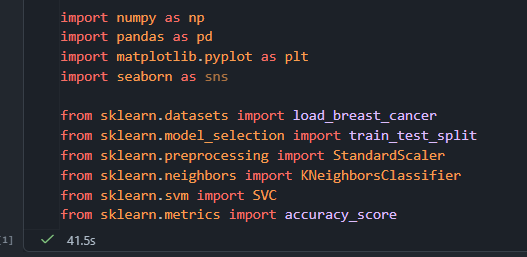 import numpy as np
import pandas as pd
import matplotlib.pyplot as plt
import seaborn as sns
from sklearn.datasets import load_breast_cancer
from sklearn.model_selection import train_test_split
from sklearn.preprocessing import StandardScaler
from sklearn.neighbors import KNeighborsClassifier
from sklearn.svm import SVC
from sklearn.metrics import accuracy_score
[1] 41.5s